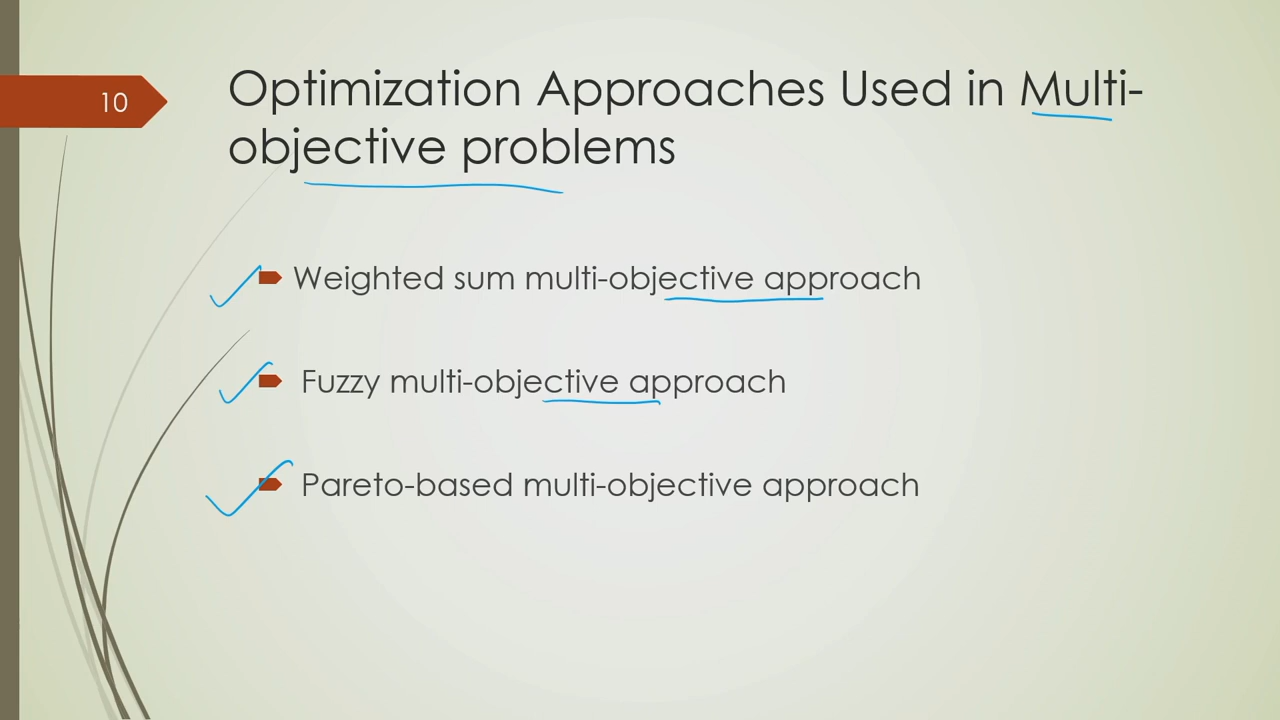 10
Optimization Approaches Used in Multi-
objective problems
Weighted sum multi-objective approach
Fuzzy multi-objective approach
Pareto-based multi-objective approach